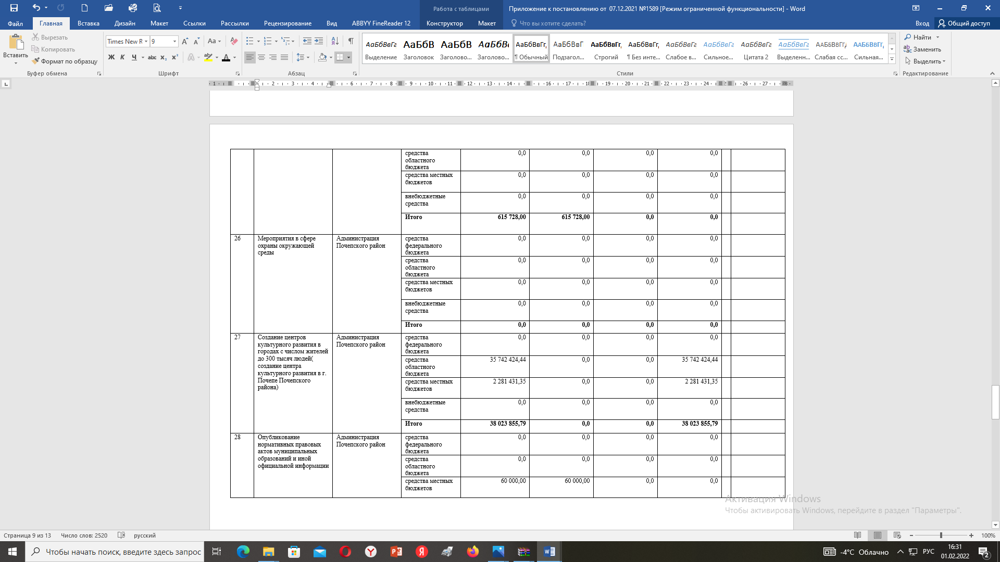 Работа с таблицами
Приложение к постановлению от 07.12.2021 №1589 [Режим ограниченной функциональности] - Word
Файл Главная Вставка Дизайн Макет Ссылки Рассылки Рецензирование Вид ABBYY FineReader 12 Конструктор Макет Что вы хотите сделать? Вход Общий доступ
Вставить
Вырезать
Копировать
Формат по образцу
Буфер обмена
Times New R 9
Шрифт
Абзац
АаБбВвГг АаБбВ АаБбВ АаБбВ АаБбВвГг, АаБбВвГ АаБбВвГг, АаБбВвГг, АаБбВвГг АаБбВвГг АаБбВвГг АаБбВвГг АаБбВвГг АаБбВвГг,
Выделение Заголовок Заголово... Заголово... ¶ Обычный Подзагол... Строгий ¶ Без инте... Слабое в... Сильное... Цитата 2 Выделенн... Слабая сс... Сильная...
Стили
Найти
Заменить
Выделить
Редактирование
средства
областного
бюджета
0,0 0,0 0,0 0,0
средства местных
бюджетов
0,0 0,0 0,0 0,0
внебюджетные
средства
0,0 0,0 0,0 0,0
Итого 615 728,00 615 728,00 0,0 0,0
26
Мероприятия в сфере
охраны окружающей
среды
Администрация
Почепского район
средства
федерального
бюджета
0,0 0,0 0,0 0,0
средства
областного
бюджета
0,0 0,0 0,0 0,0
средства местных
бюджетов
0,0 0,0 0,0 0,0
внебюджетные
средства
0,0 0,0 0,0 0,0
Итого 0,0 0,0 0,0 0,0
27
Создание центров
культурного развития в
городах с числом жителей
до 300 тысяч людей(
создание центра
культурного развития в г.
Почепе Почепского
района)
Администрация
Почепского район
средства
федерального
бюджета
0,0 0,0 0,0 0,0
средства
областного
бюджета
35 742 424,44 0,0 0,0 35 742 424,44
средства местных
бюджетов
2 281 431,35 0,0 0,0 2 281 431,35
внебюджетные
средства
0,0 0,0 0,0 0,0
Итого 38 023 855,79 0,0 0,0 38 023 855,79
28
Опубликование
нормативных правовых
актов муниципальных
образований и иной
официальной информации
Администрация
Почепского район
средства
федерального
бюджета
0,0 0,0 0,0 0,0
средства
областного
бюджета
0,0 0,0 0,0 0,0
средства местных
бюджетов
60 000,00 60 000,00 0,0 0,0
Активация Windows
Чтобы активировать Windows, перейдите в раздел "Параметры".
Страница 9 из 13 Число слов: 2520 русский 100%
Чтобы начать поиск, введите здесь запрос
-4°C Облачно РУС
16:31
01.02.2022
2